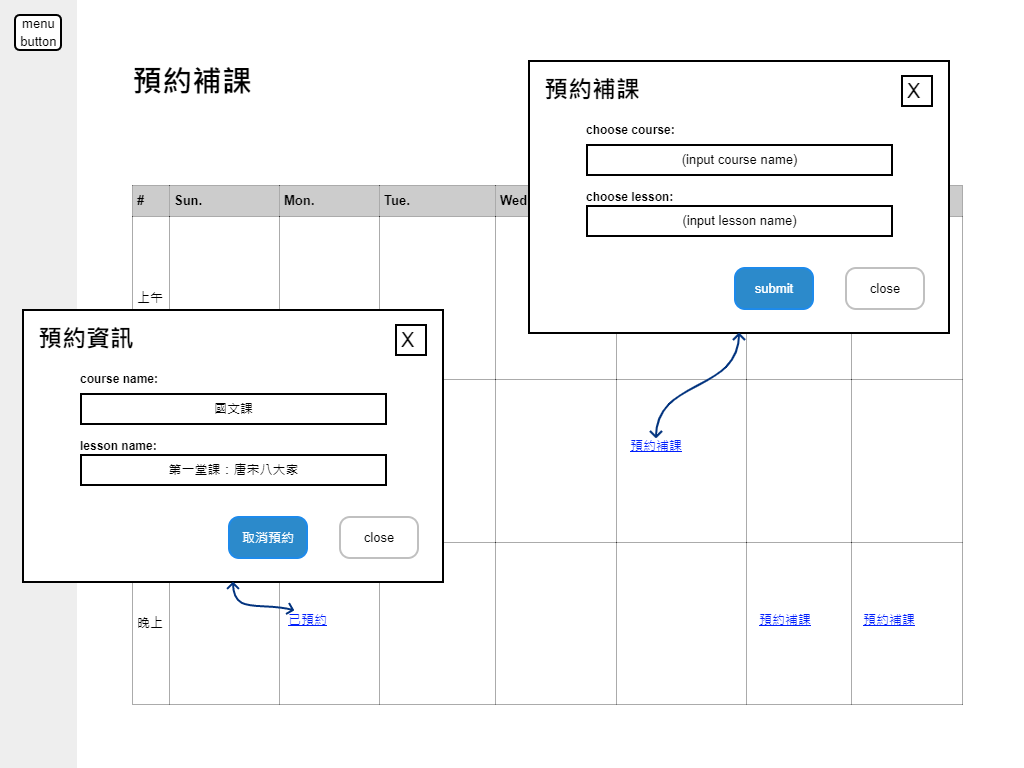 menu
button
預約補課
預約補課
X
choose course:
(input course name)
choose lesson:
(input lesson name)
submit
close
# Sun. Mon. Tue. Wed
上午
預約資訊
X
course name:
國文課
lesson name:
第一堂課：唐宋八大家
取消預約
close
預約補課
晚上
已預約
預約補課
預約補課